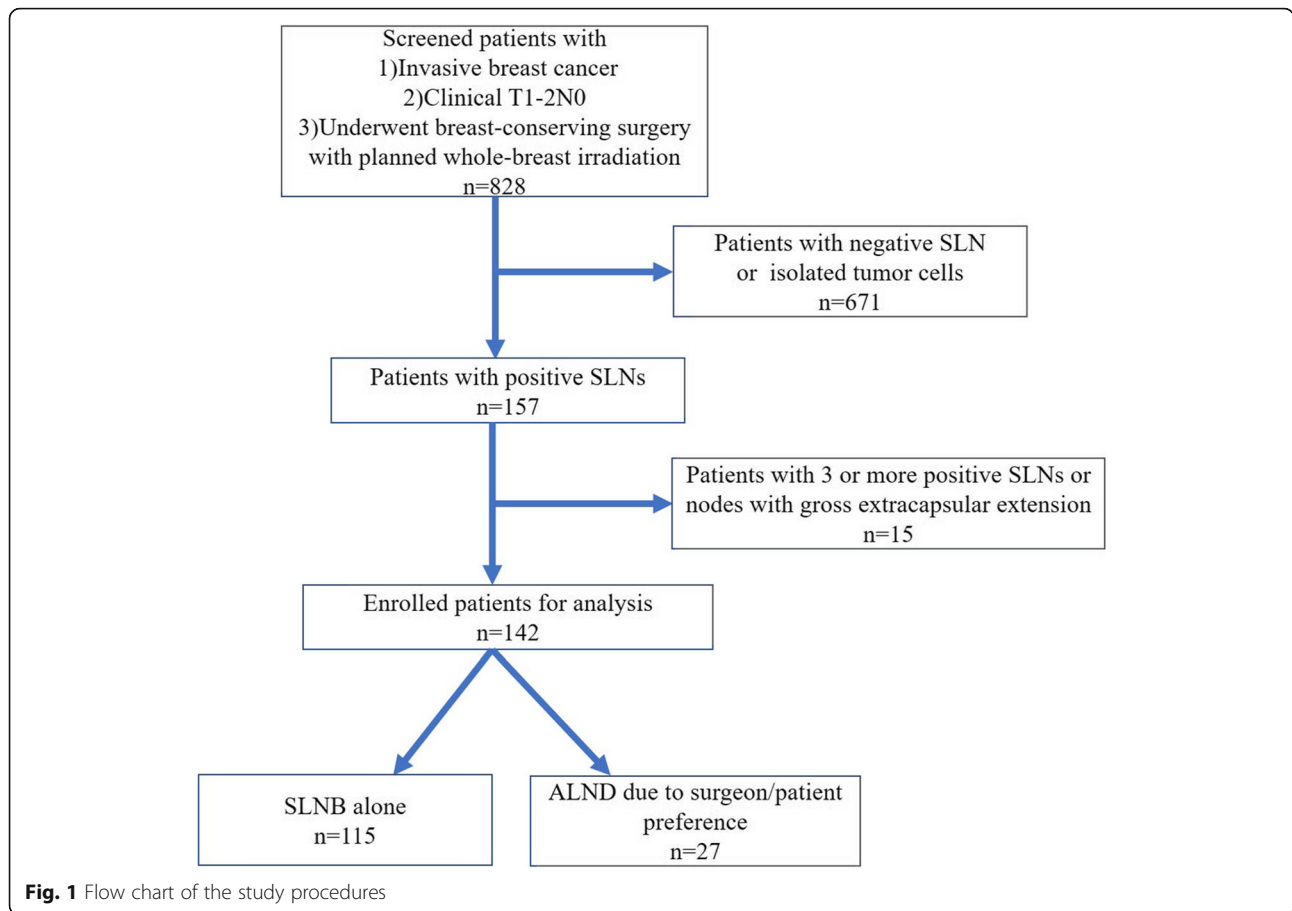 Screened patients with
1)Invasive breast cancer
2)Clinical T1-2N0
3)Underwent breast-conserving surgery
with planned whole-breast irradiation
n=828
Patients with negative SLN
or isolated tumor cells
n=671
Patients with positive SLNs
n=157
Patients with 3 or more positive SLNs or
nodes with gross extracapsular extension
n=15
Enrolled patients for analysis
n=142
SLNB alone
n=115
ALND due to surgeon/patient
preference
n=27
Fig. 1 Flow chart of the study procedures